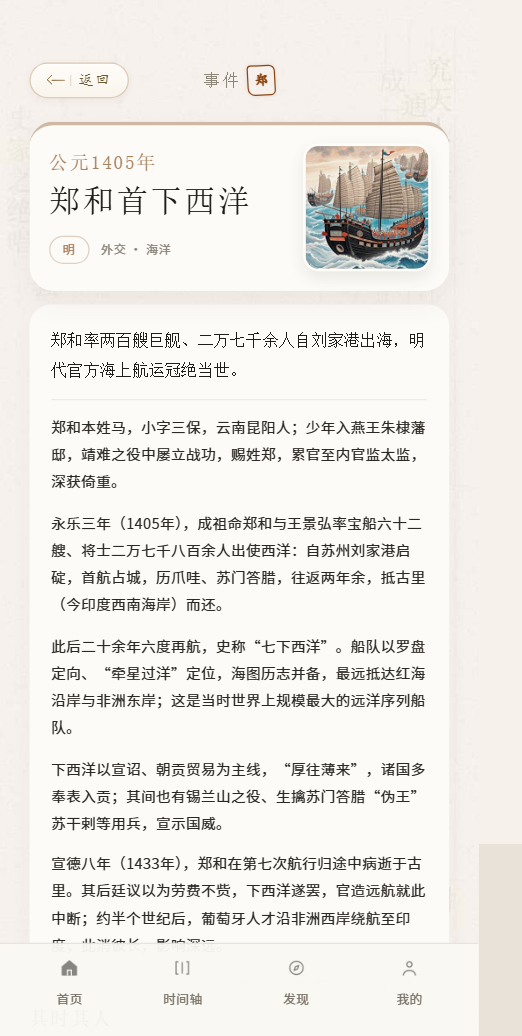 返回
事件 郑
公元1405年
郑和首下西洋
明 外交·海洋
郑和率两百艘巨舰、二万七千余人自刘家港出海，明
代官方海上航运冠绝当世。
郑和本姓马，小字三保，云南昆阳人；少年入燕王朱棣藩
邸，靖难之役中屡立战功，赐姓郑，累官至内官监太监，
深获倚重。
永乐三年（1405年），成祖命郑和与王景弘率宝船六十二
艘、将士二万七千八百余人出使西洋：自苏州刘家港启
碇，首航占城，历爪哇、苏门答腊，往返两年余，抵古里
（今印度西南海岸）而还。
此后二十余年六度再航，史称“七下西洋”。船队以罗盘
定向、“牵星过洋”定位，海图历志并备，最远抵达红海
沿岸与非洲东岸；这是当时世界上规模最大的远洋序列船
队。
下西洋以宣诏、朝贡贸易为主线，“厚往薄来”，诸国多
奉表入贡；其间也有锡兰山之役、生擒苏门答腊“伪王”
苏干剌等用兵，宣示国威。
宣德八年（1433年），郑和在第七次航行归途中病逝于古
里。其后廷议以为劳费不赀，下西洋遂罢，官造远航就此
中断；约半个世纪后，葡萄牙人才沿非洲西岸绕航至印
度，此消彼长，影响深远。
首页 时间轴 发现 我的